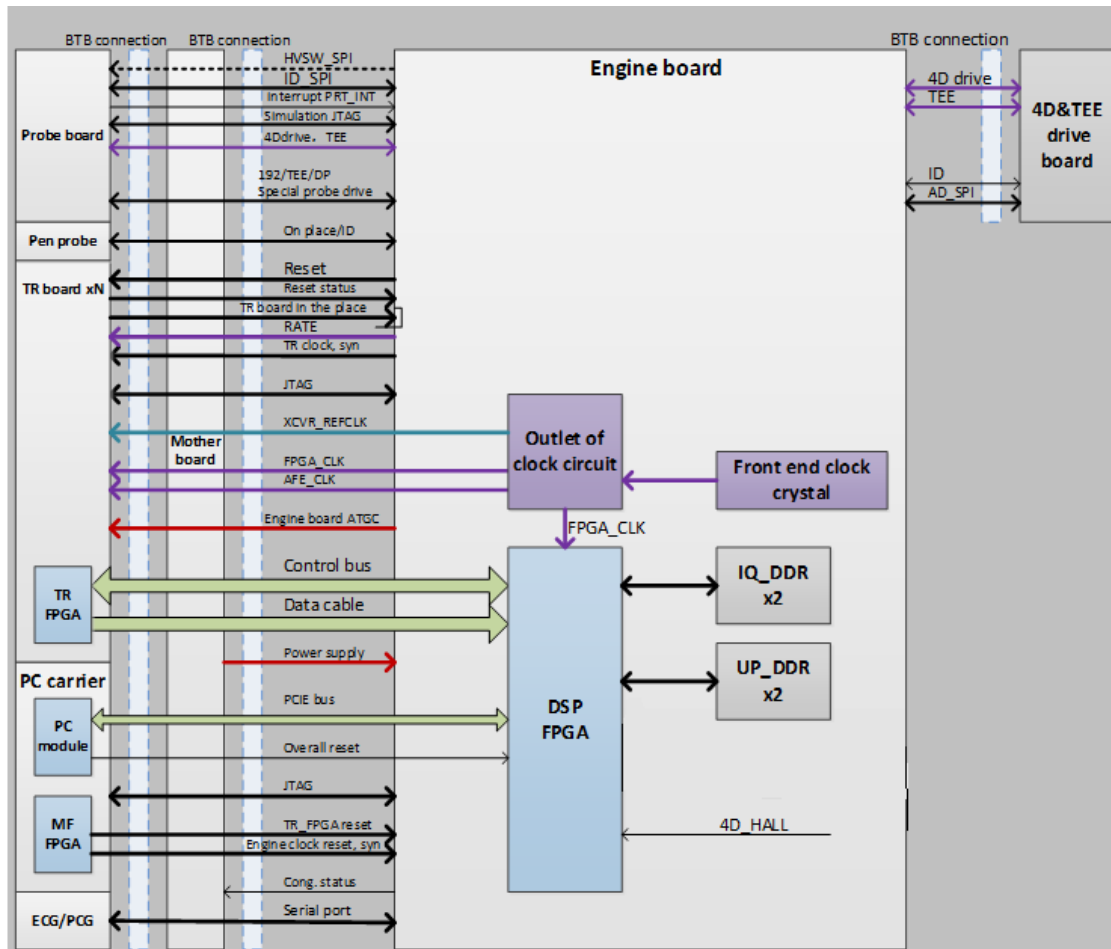 BTB connection
BTB connection
BTB connection
HVSW_SPI
Engine board
ID_SPI
Interrupt PRT_INT
Simulation JTAG
4Ddrive，TEE
Probe board
192/TEE/DP
Special probe drive
4D drive
TEE
4D&TEE
drive
board
ID
AD_SPI
Pen probe
On place/ID
TR board xN
Reset
Reset status
TR board in the place
RATE
TR clock, syn
JTAG
XCVR_REFCLK
Mother
board
FPGA_CLK
AFE_CLK
Outlet of
clock circuit
Front end clock
crystal
Engine board ATGC
FPGA_CLK
Control bus
TR
FPGA
Data cable
IQ_DDR
x2
Power supply
UP_DDR
x2
PC carrier
PCIE bus
PC
module
DSP
FPGA
Overall reset
JTAG
MF
FPGA
TR_FPGA reset
Engine clock reset, syn
4D_HALL
Cong. status
ECG/PCG
Serial port